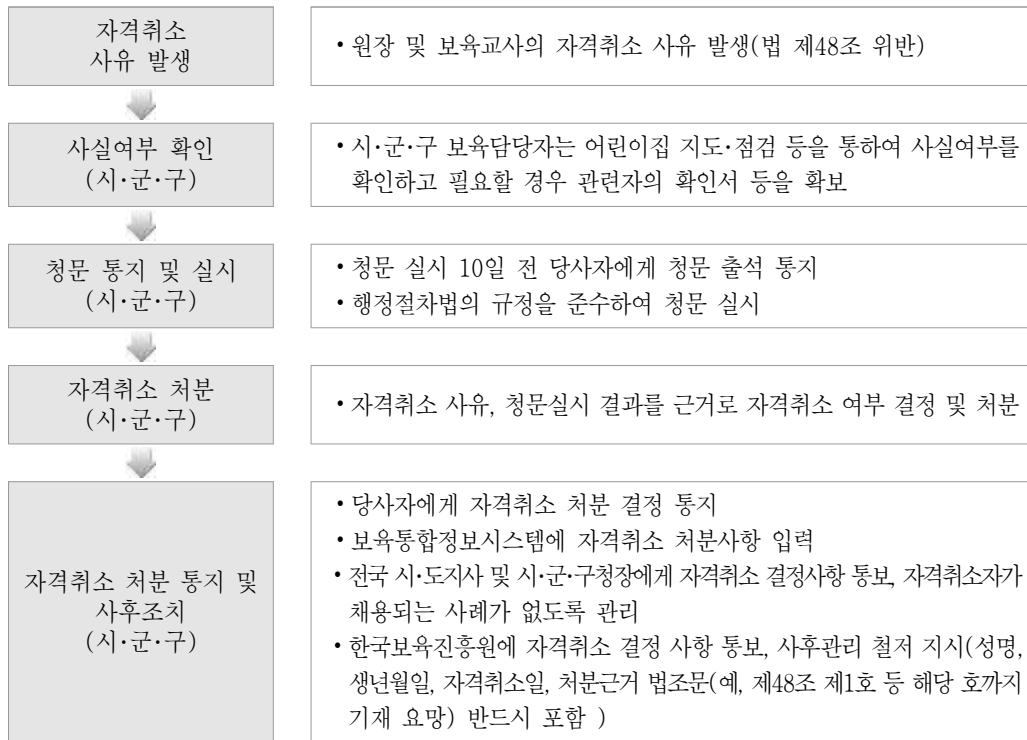 자격취소
사유 발생
• 원장 및 보육교사의 자격취소 사유 발생(법 제48조 위반)
사실여부 확인
(시·군·구)
• 시·군·구 보육담당자는 어린이집 지도·점검 등을 통하여 사실여부를
확인하고 필요할 경우 관련자의 확인서 등을 확보
청문 통지 및 실시
(시·군·구)
• 청문 실시 10일 전 당사자에게 청문 출석 통지
• 행정절차법의 규정을 준수하여 청문 실시
자격취소 처분
(시·군·구)
• 자격취소 사유, 청문실시 결과를 근거로 자격취소 여부 결정 및 처분
자격취소 처분 통지 및
사후조치
(시·군·구)
• 당사자에게 자격취소 처분 결정 통지
• 보육통합정보시스템에 자격취소 처분사항 입력
• 전국 시·도지사 및 시·군·구청장에게 자격취소 결정사항 통보, 자격취소자가
채용되는 사례가 없도록 관리
• 한국보육진흥원에 자격취소 결정 사항 통보, 사후관리 철저 지시(성명,
생년월일, 자격취소일, 처분근거 법조문(예, 제48조 제1호 등 해당 호까지
기재 요망) 반드시 포함 )